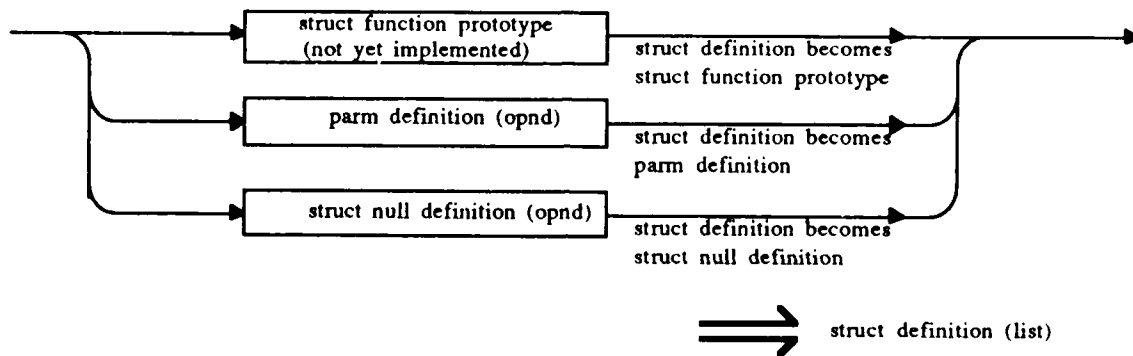 struct function prototype
(not yet implemented)
struct definition becomes
struct function prototype
parm definition (opnd)
struct definition becomes
parm definition
struct null definition (opnd)
struct definition becomes
struct null definition
struct definition (list)